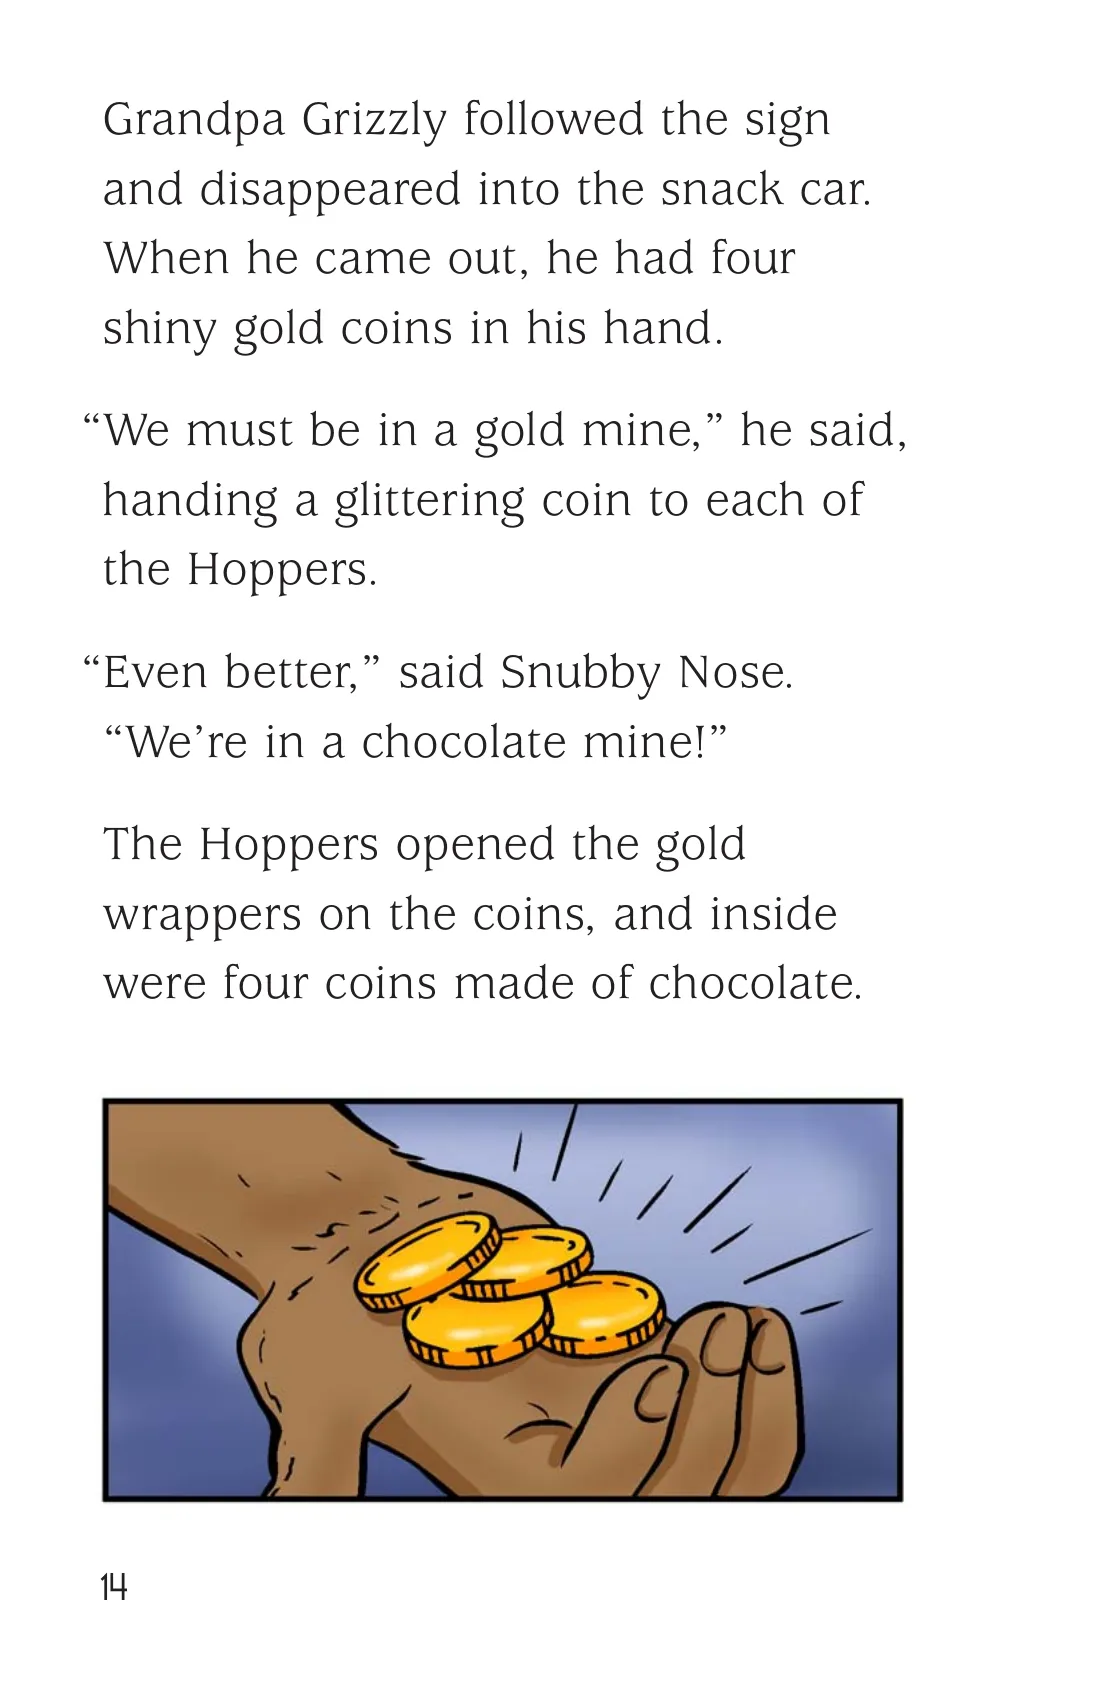 Grandpa Grizzly followed the sign
and disappeared into the snack car.
When he came out, he had four
shiny gold coins in his hand.
“We must be in a gold mine,” he said,
handing a glittering coin to each of
the Hoppers.
“Even better,” said Snubby Nose.
“We’re in a chocolate mine!”
The Hoppers opened the gold
wrappers on the coins, and inside
were four coins made of chocolate.
14